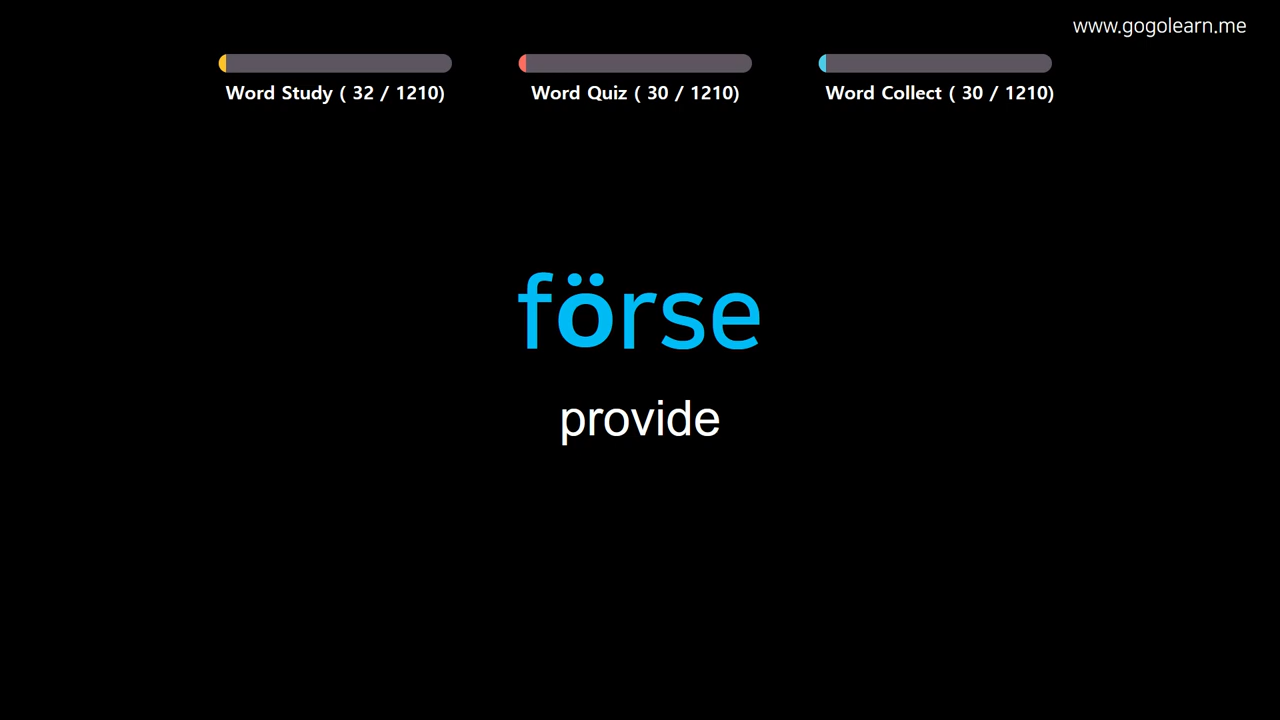 www.gogolearn.me
Word Study ( 32 / 1210)
Word Quiz ( 30 / 1210)
Word Collect ( 30 / 1210)
förse
provide